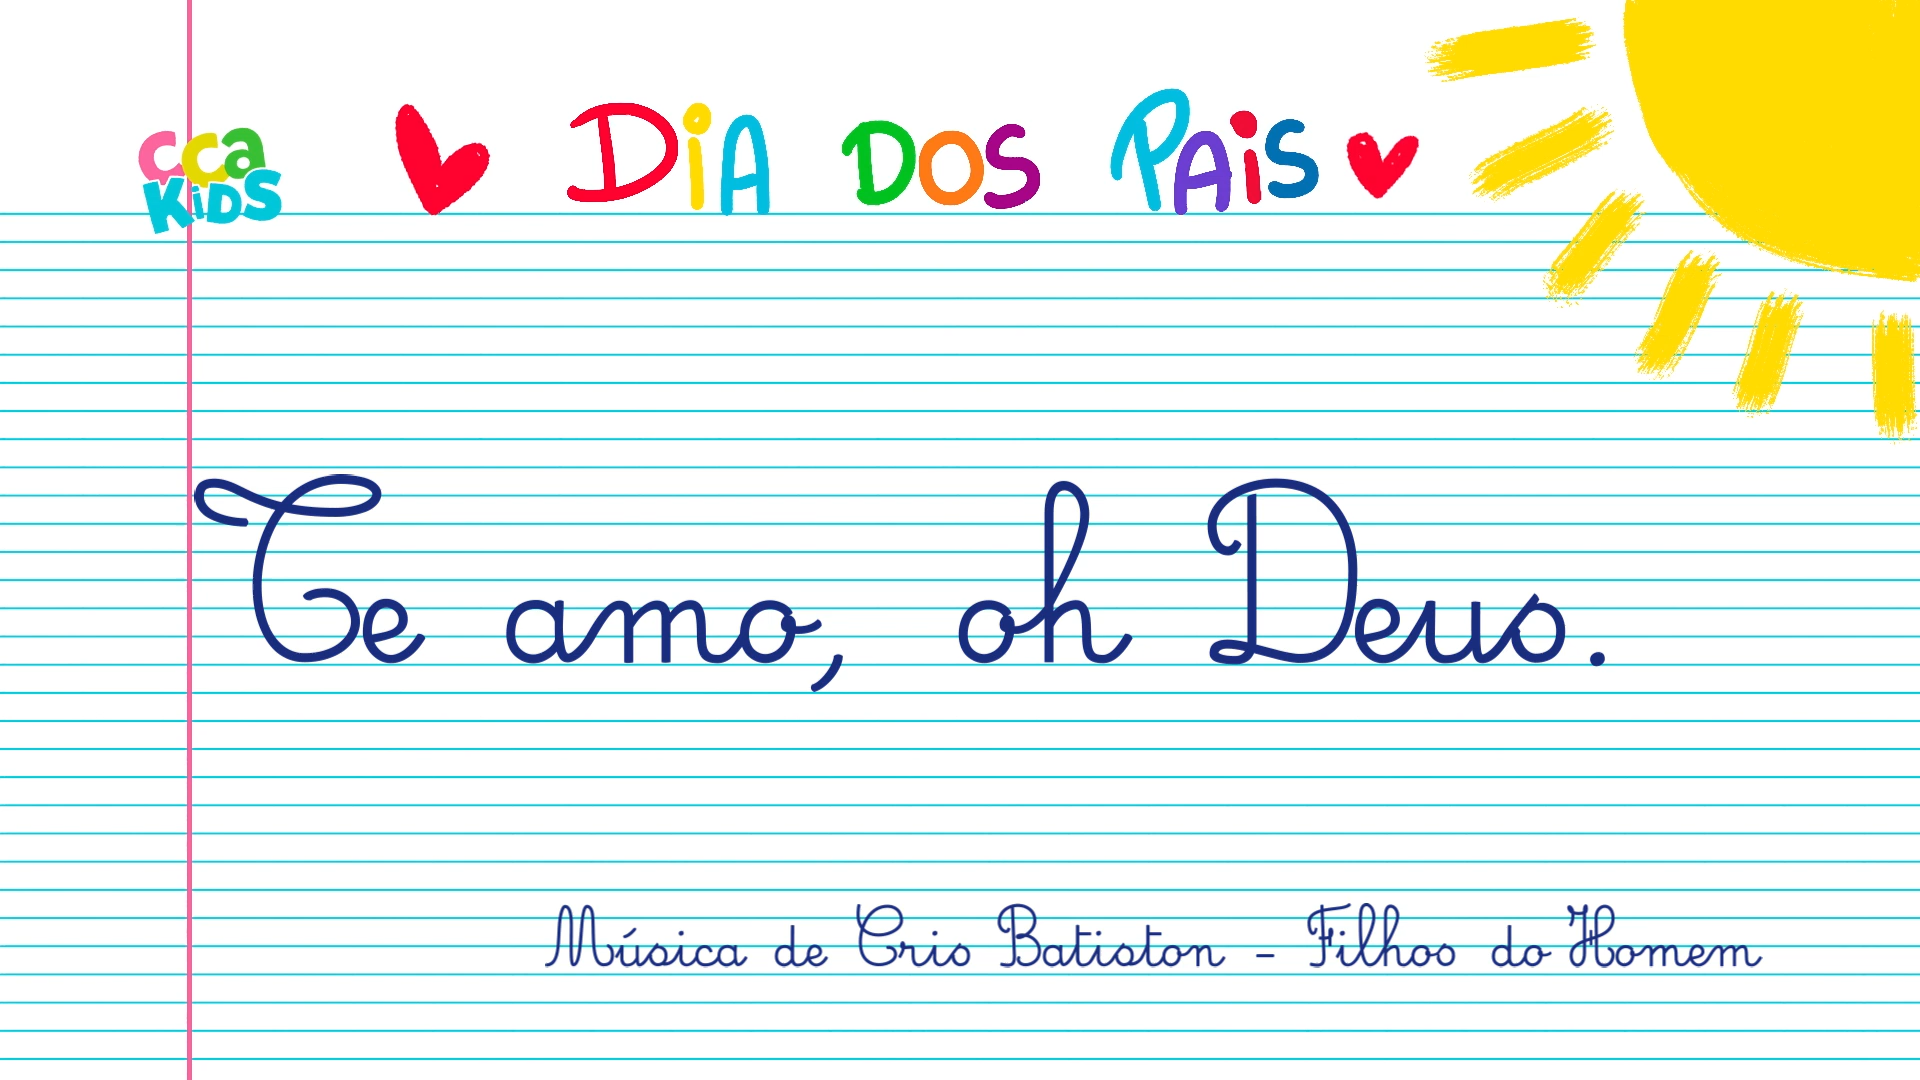 cca
KiDS
DiA DOS PAiS
Te amo, oh Deus.
Música de Cris Batiston - Filhos do Homem